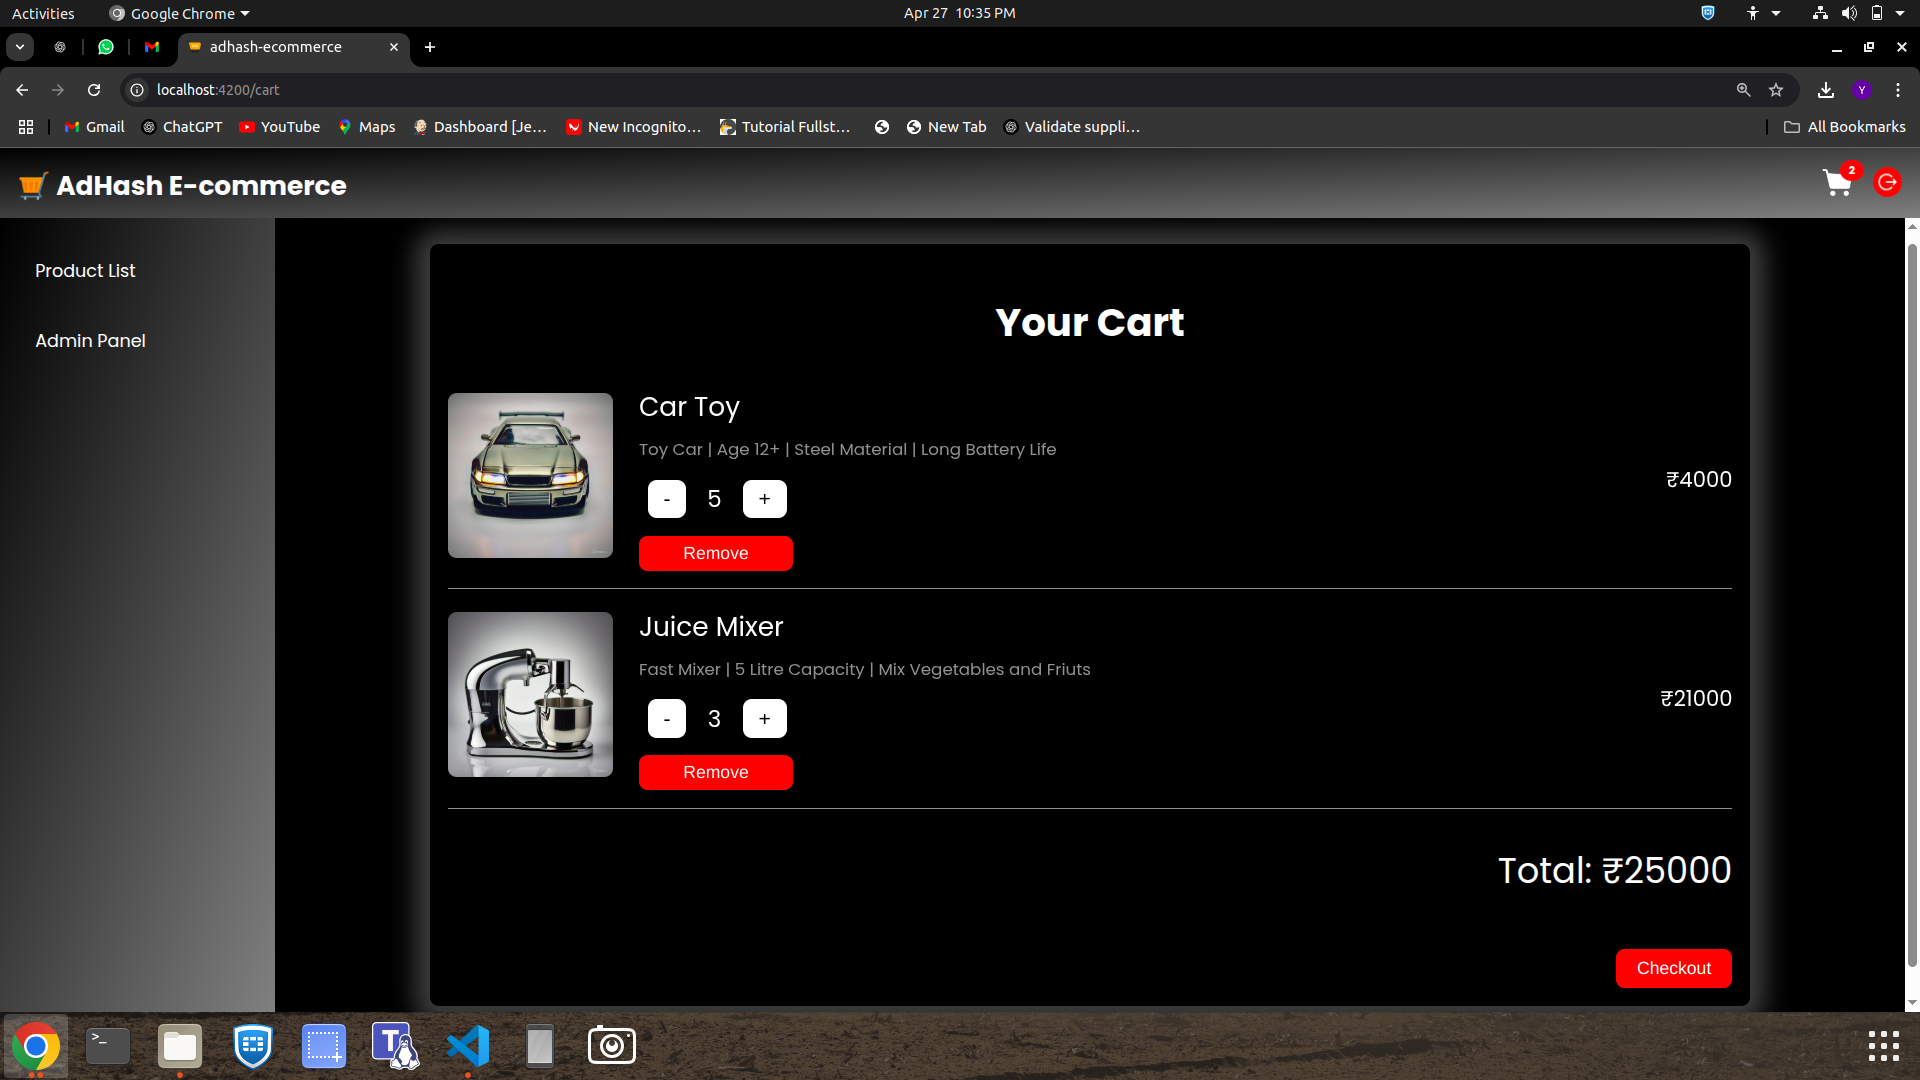 Activities
Google Chrome
Apr 27 10:35 PM
adhash-ecommerce
localhost:4200/cart
Y
Gmail
ChatGPT
YouTube
Maps
Dashboard [Je...
New Incognito...
Tutorial Fullst...
New Tab
Validate suppli...
All Bookmarks
AdHash E-commerce
2
Product List
Admin Panel
Your Cart
Car Toy
Toy Car | Age 12+ | Steel Material | Long Battery Life
- 5 +
₹4000
Remove
Juice Mixer
Fast Mixer | 5 Litre Capacity | Mix Vegetables and Friuts
- 3 +
₹21000
Remove
Total: ₹25000
Checkout
>_
T